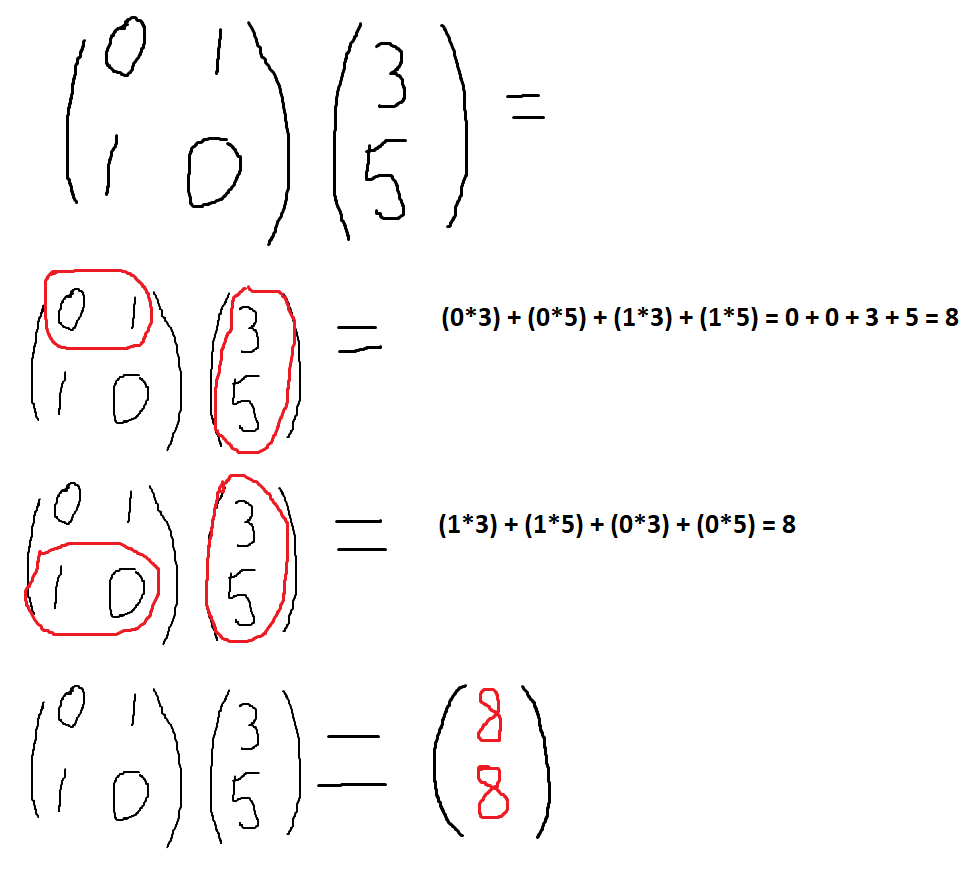 ( 0 1 ) ( 3 ) =
( 1 0 ) ( 5 )
( 0 1 ) ( 3 ) = (0*3) + (0*5) + (1*3) + (1*5) = 0 + 0 + 3 + 5 = 8
( 1 0 ) ( 5 )
( 0 1 ) ( 3 ) = (1*3) + (1*5) + (0*3) + (0*5) = 8
( 1 0 ) ( 5 )
( 0 1 ) ( 3 ) = ( 8 )
( 1 0 ) ( 5 ) ( 8 )